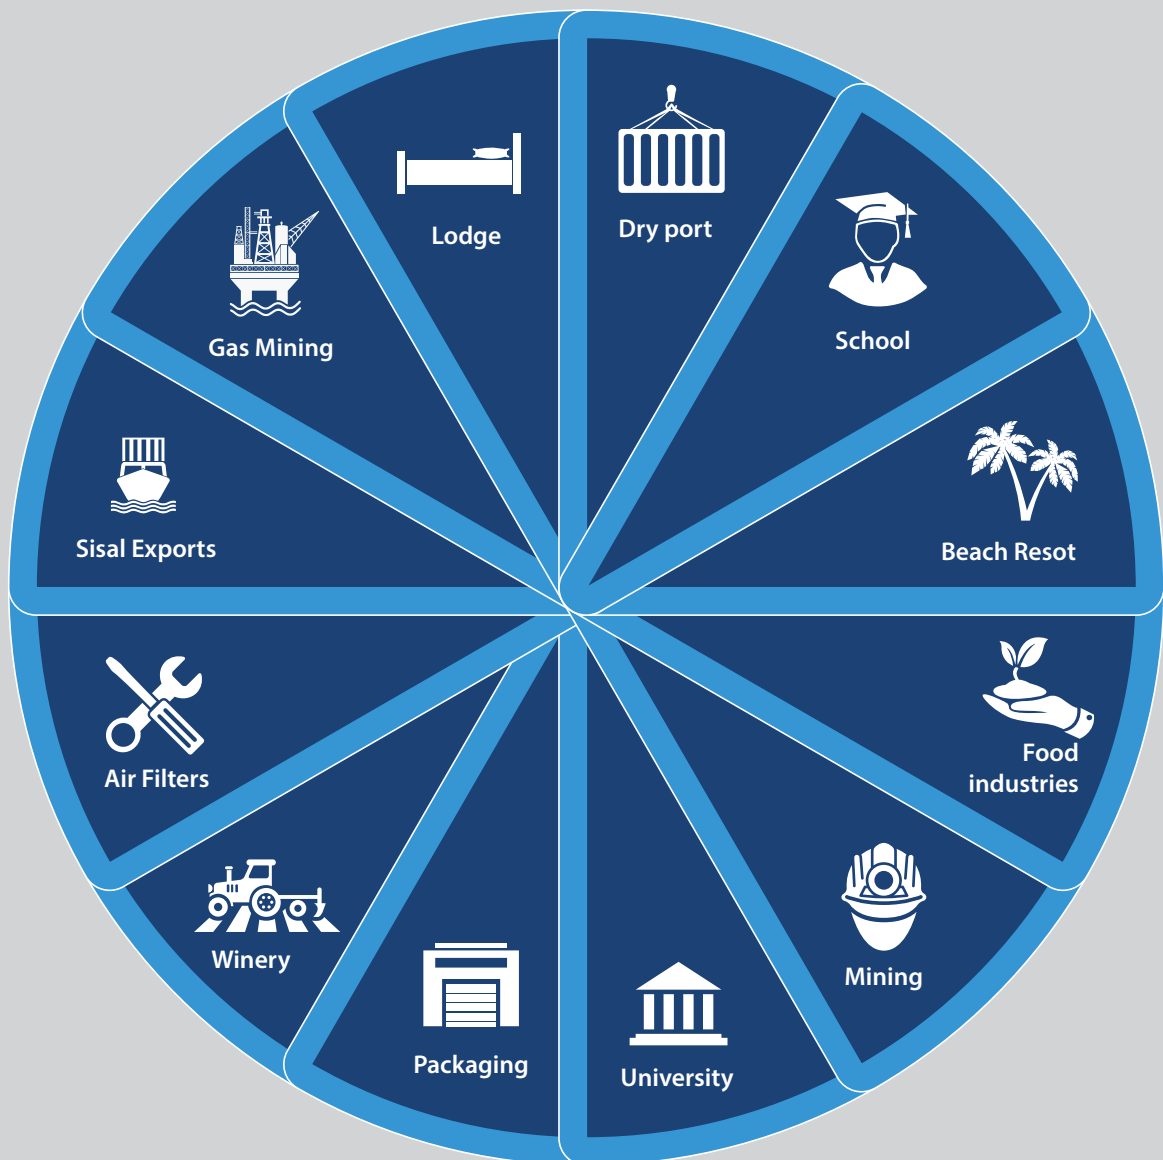 Lodge
Dry port
School
Gas Mining
Beach Resot
Sisal Exports
Food
industries
Air Filters
Mining
Winery
Packaging
University